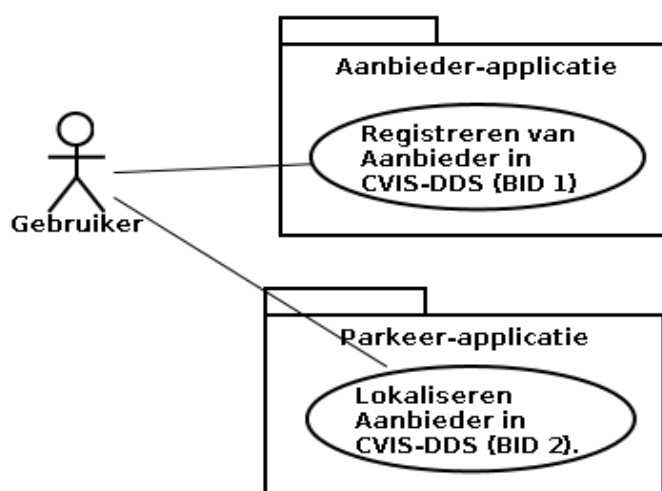 Aanbieder-applicatie
Registreren van
Aanbieder in
CVIS-DDS (BID 1)
Gebruiker
Parkeer-applicatie
Lokaliseren
Aanbieder in
CVIS-DDS (BID 2).